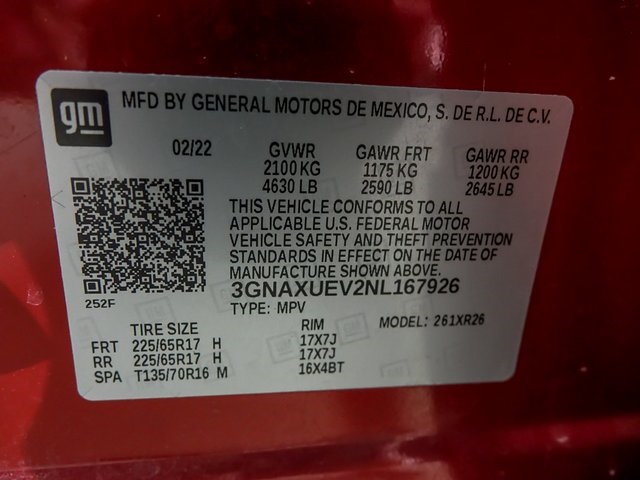 gm
MFD BY GENERAL MOTORS DE MEXICO, S. DE R.L. DE C.V.
02/22 GVWR GAWR FRT GAWR RR
2100 KG 1175 KG 1200 KG
4630 LB 2590 LB 2645 LB
THIS VEHICLE CONFORMS TO ALL
APPLICABLE U.S. FEDERAL MOTOR
VEHICLE SAFETY AND THEFT PREVENTION
STANDARDS IN EFFECT ON THE DATE OF
MANUFACTURE SHOWN ABOVE.
252F
3GNAXUEV2NL167926
TYPE: MPV
TIRE SIZE RIM MODEL: 261XR26
FRT 225/65R17 H 17X7J
RR 225/65R17 H 17X7J
SPA T135/70R16 M 16X4BT